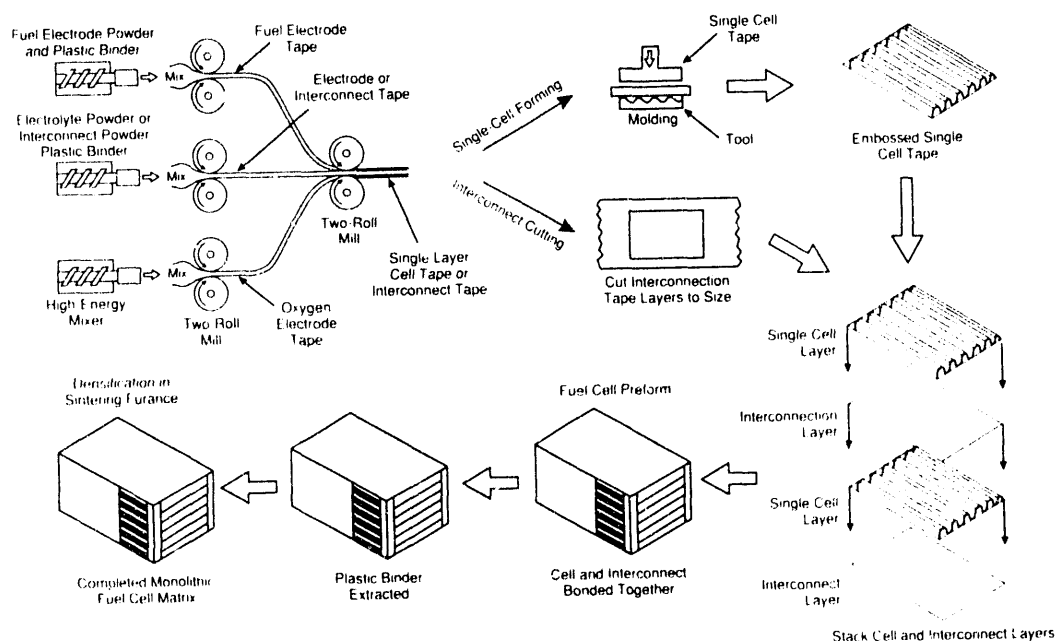 Fuel Electrode Powder
and Plastic Binder
Mix
Fuel Electrode
Tape
Electrode or
Interconnect Tape
Electrolyte Powder or
Interconnect Powder
Plastic Binder
Mix
Two-Roll
Mill
Single Layer
Cell Tape or
Interconnect Tape
Mix
High Energy
Mixer
Two Roll
Mill
Oxygen
Electrode
Tape
Single-Cell Forming
Interconnect Cutting
Single Cell
Tape
Molding
Tool
Embossed Single
Cell Tape
Cut Interconnection
Tape Layers to Size
Single Cell
Layer
Interconnection
Layer
Single Cell
Layer
Interconnect
Layer
Stack Cell and Interconnect Layers
Fuel Cell Preform
Cell and Interconnect
Bonded Together
Plastic Binder
Extracted
Densification in
Sintering Furance
Completed Monolithic
Fuel Cell Matrix